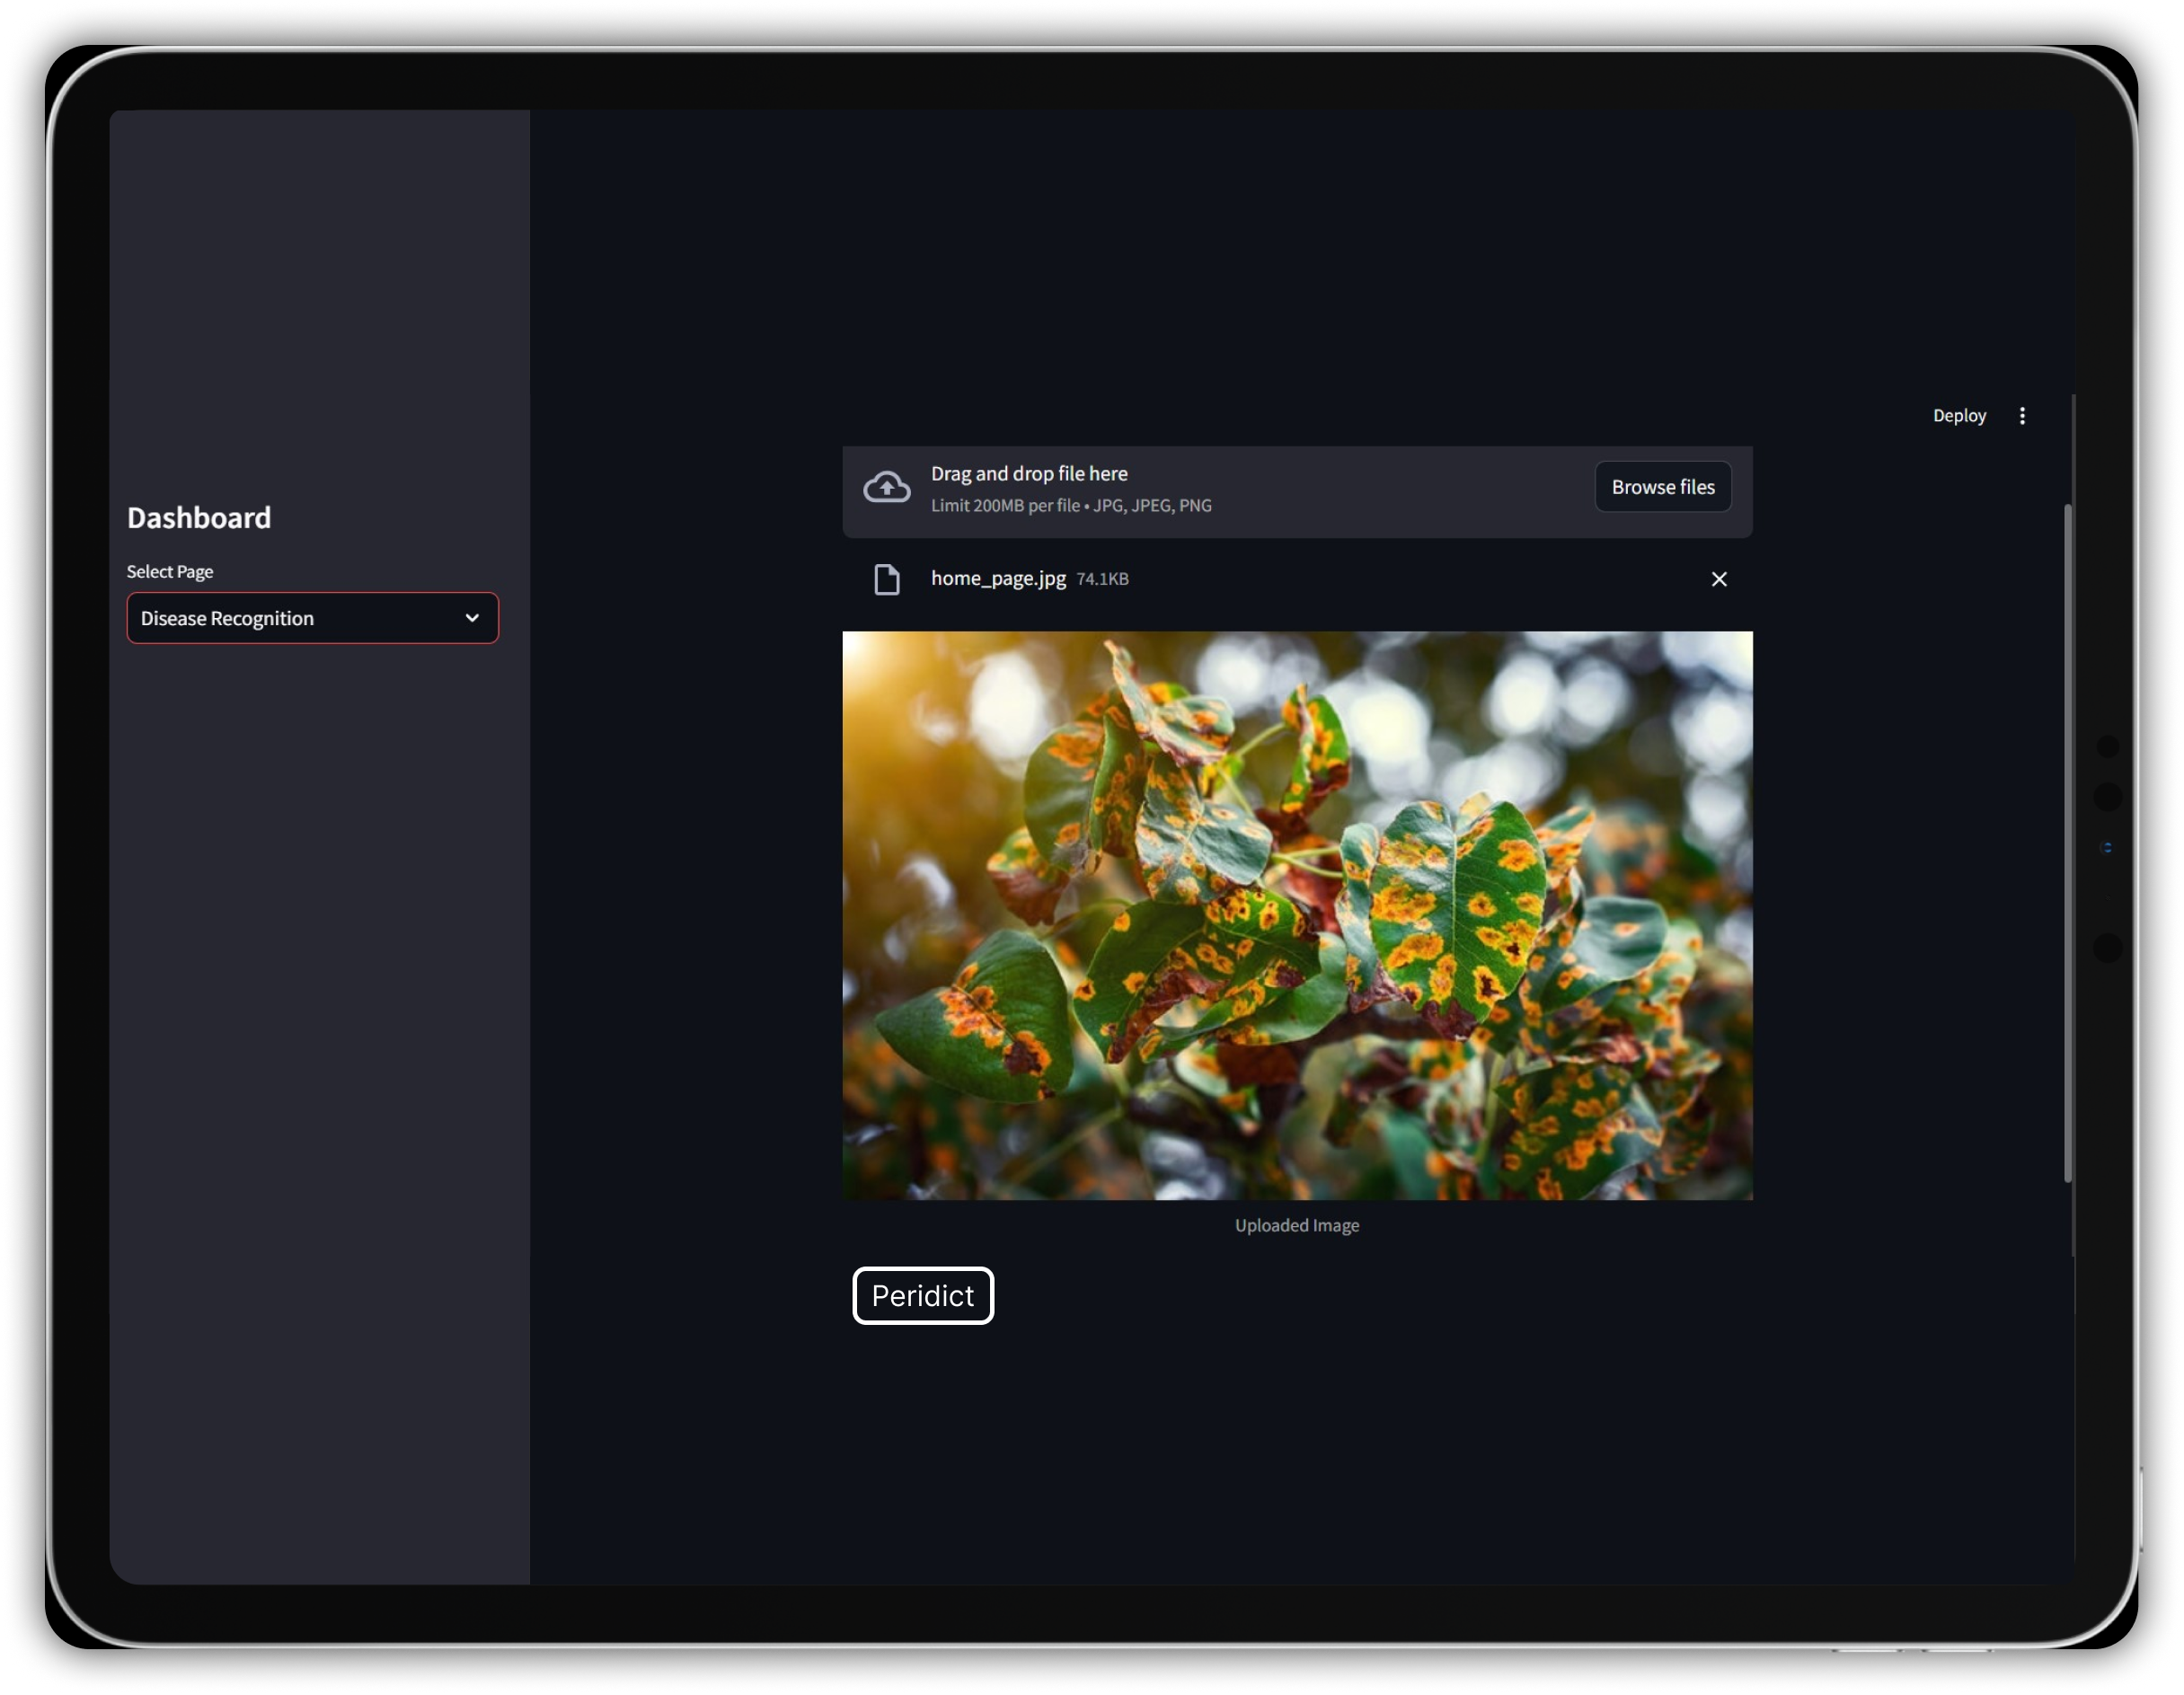 Deploy
Drag and drop file here
Limit 200MB per file • JPG, JPEG, PNG
Browse files
home_page.jpg 74.1KB
Dashboard
Select Page
Disease Recognition
Uploaded Image
Peridict